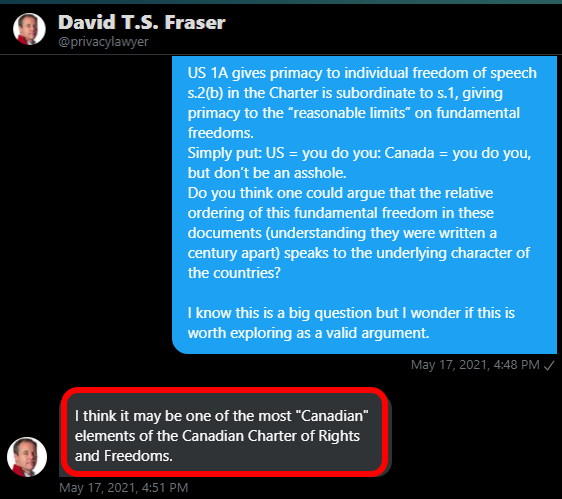 David T.S. Fraser
@privacylawyer
US 1A gives primacy to individual freedom of speech
s.2(b) in the Charter is subordinate to s.1, giving
primacy to the “reasonable limits” on fundamental
freedoms.
Simply put: US = you do you: Canada = you do you,
but don’t be an asshole.
Do you think one could argue that the relative
ordering of this fundamental freedom in these
documents (understanding they were written a
century apart) speaks to the underlying character of
the countries?
I know this is a big question but I wonder if this is
worth exploring as a valid argument.
May 17, 2021, 4:48 PM
I think it may be one of the most "Canadian"
elements of the Canadian Charter of Rights
and Freedoms.
May 17, 2021, 4:51 PM